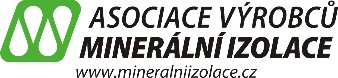 ASOCIACE VÝROBCŮ
MINERÁLNÍ IZOLACE
www.mineralniizolace.cz